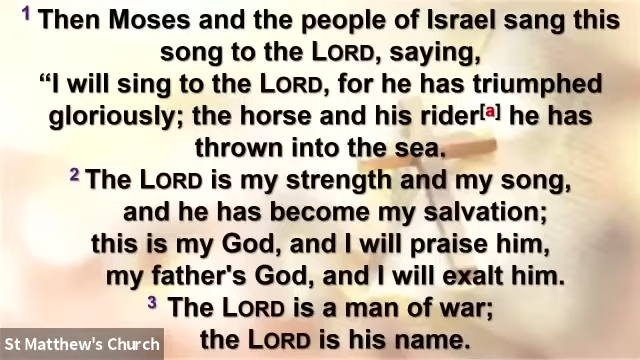 1 Then Moses and the people of Israel sang this
song to the LORD, saying,
“I will sing to the LORD, for he has triumphed
gloriously; the horse and his rider[a] he has
thrown into the sea.
2 The LORD is my strength and my song,
and he has become my salvation;
this is my God, and I will praise him,
my father's God, and I will exalt him.
3 The LORD is a man of war;
the LORD is his name.
St Matthew's Church